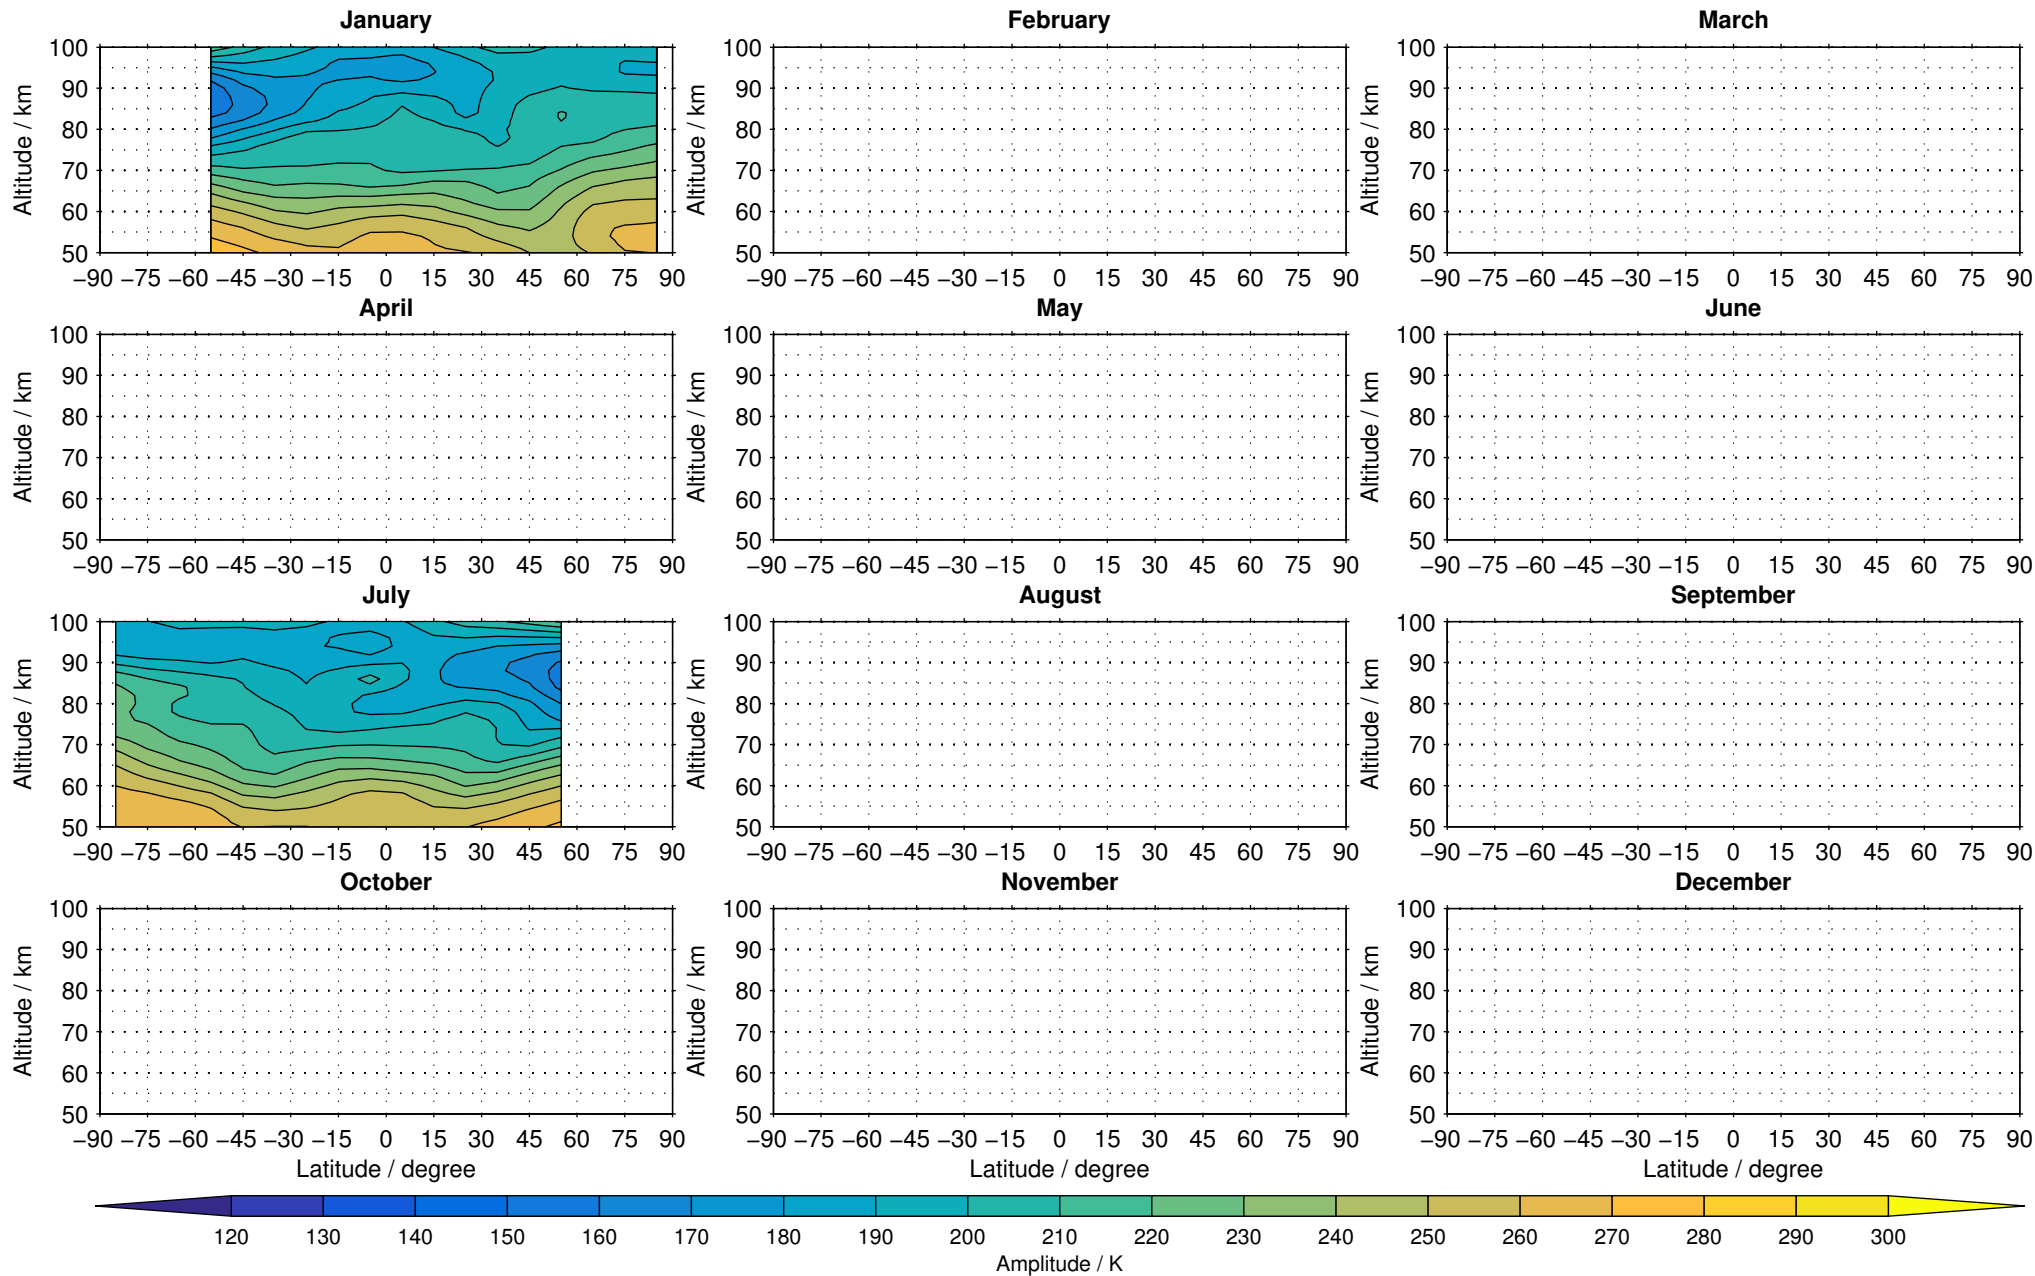 January February March
100 100 100
90 90 90
80 80 80
70 70 70
60 60 60
50 50 50
Altitude / km Altitude / km Altitude / km
−90 −75 −60 −45 −30 −15 0 15 30 45 60 75 90 −90 −75 −60 −45 −30 −15 0 15 30 45 60 75 90 −90 −75 −60 −45 −30 −15 0 15 30 45 60 75 90
April May June
100 100 100
90 90 90
80 80 80
70 70 70
60 60 60
50 50 50
Altitude / km Altitude / km Altitude / km
−90 −75 −60 −45 −30 −15 0 15 30 45 60 75 90 −90 −75 −60 −45 −30 −15 0 15 30 45 60 75 90 −90 −75 −60 −45 −30 −15 0 15 30 45 60 75 90
July August September
100 100 100
90 90 90
80 80 80
70 70 70
60 60 60
50 50 50
Altitude / km Altitude / km Altitude / km
−90 −75 −60 −45 −30 −15 0 15 30 45 60 75 90 −90 −75 −60 −45 −30 −15 0 15 30 45 60 75 90 −90 −75 −60 −45 −30 −15 0 15 30 45 60 75 90
October November December
100 100 100
90 90 90
80 80 80
70 70 70
60 60 60
50 50 50
Altitude / km Altitude / km Altitude / km
−90 −75 −60 −45 −30 −15 0 15 30 45 60 75 90 −90 −75 −60 −45 −30 −15 0 15 30 45 60 75 90 −90 −75 −60 −45 −30 −15 0 15 30 45 60 75 90
Latitude / degree Latitude / degree Latitude / degree
120 130 140 150 160 170 180 190 200 210 220 230 240 250 260 270 280 290 300
Amplitude / K